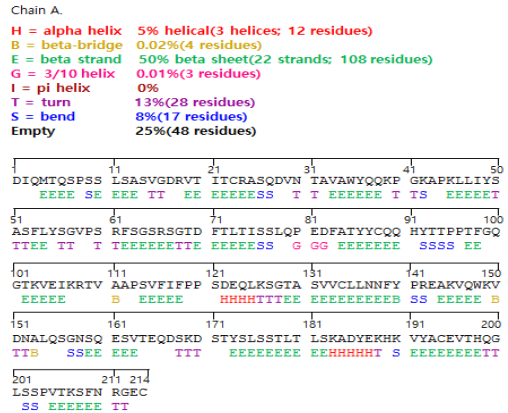 Chain A.
H = alpha helix 5% helical(3 helices; 12 residues)
B = beta-bridge 0.02%(4 residues)
E = beta strand 50% beta sheet(22 strands; 108 residues)
G = 3/10 helix 0.01%(3 residues)
I = pi helix 0%
T = turn 13%(28 residues)
S = bend 8%(17 residues)
Empty 25%(48 residues)
1 11 21 31 41 50
DIQMTQSPSS LSASVGDRVT ITCRASQDVN TAVAWYQQKP GKAPKLLIYS
EEEE SE EEE TT EE EEEEESS TT EEEEEE T TS EEEEET
51 61 71 81 91 100
ASFLYSGVPS RFSGSRSGTD FTLTISSLQP EDFATYYCQQ HYTTPPTFGQ
TTEE TT T TEEEEEETTE EEEEESS G GG EEEEEEE SSSS EE
101 111 121 131 141 150
GTKVEIKRTV AAPSVFIFPP SDEQLKSGTA SVVCLLNNFY PREAKVQWKV
EEEEE B EEEEE HHHHTTTEE EEEEEEEEEB SS EEEE B
151 161 171 181 191 200
DNALQSGNSQ ESVTEQDSKD STYSLSSTLT LSKADYEKHK VYACEVTHQG
TTB SSEE EEE TTT EEEEEEEE EEHHHHHT S EEEEEEEETT
201 211 214
LSSPVTKSFN RGEC
SS EEEEEE TT